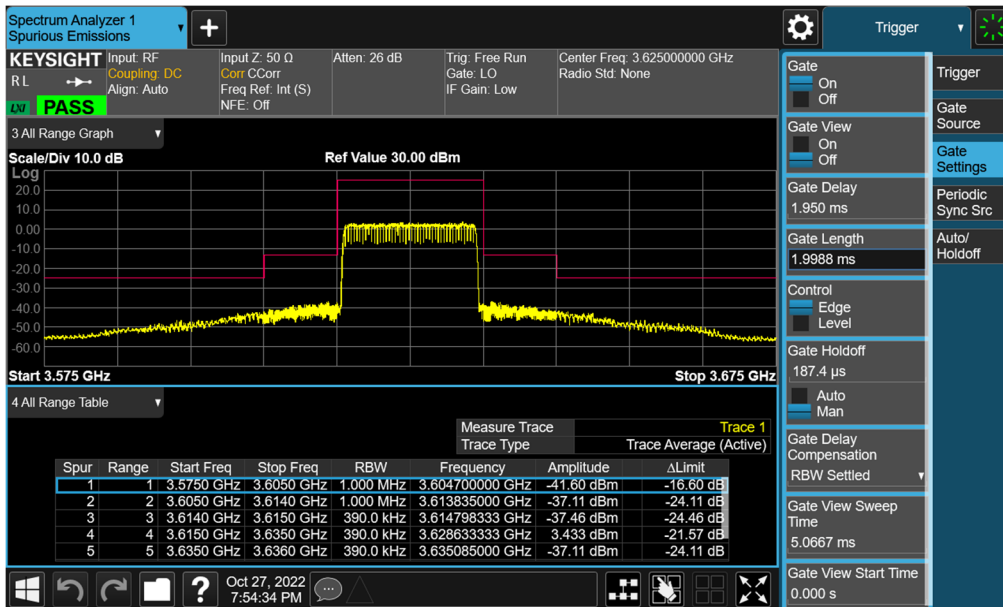 Spectrum Analyzer 1
Spurious Emissions
Trigger
KEYSIGHT
R L
LXI
PASS
Input: RF
Coupling: DC
Align: Auto
Input Z: 50 Ω
Corr CCorr
Freq Ref: Int (S)
NFE: Off
Atten: 26 dB
Trig: Free Run
Gate: LO
IF Gain: Low
Center Freq: 3.625000000 GHz
Radio Std: None
3 All Range Graph
Scale/Div 10.0 dB
Ref Value 30.00 dBm
Log
20.0
10.0
0.00
-10.0
-20.0
-30.0
-40.0
-50.0
-60.0
Start 3.575 GHz
Stop 3.675 GHz
4 All Range Table
Measure Trace Trace 1
Trace Type Trace Average (Active)
Spur Range Start Freq Stop Freq RBW Frequency Amplitude ΔLimit
1 1 3.5750 GHz 3.6050 GHz 1.000 MHz 3.604700000 GHz -41.60 dBm -16.60 dB
2 2 3.6050 GHz 3.6140 GHz 1.000 MHz 3.613835000 GHz -37.11 dBm -24.11 dB
3 3 3.6140 GHz 3.6150 GHz 390.0 kHz 3.614798333 GHz -37.46 dBm -24.46 dB
4 4 3.6150 GHz 3.6350 GHz 390.0 kHz 3.628633333 GHz 3.433 dBm -21.57 dB
5 5 3.6350 GHz 3.6360 GHz 390.0 kHz 3.635085000 GHz -37.11 dBm -24.11 dB
Oct 27, 2022
7:54:34 PM
Gate
On
Off
Gate View
On
Off
Gate Delay
1.950 ms
Gate Length
1.9988 ms
Control
Edge
Level
Gate Holdoff
187.4 µs
Auto
Man
Gate Delay
Compensation
RBW Settled
Gate View Sweep
Time
5.0667 ms
Gate View Start Time
0.000 s
Trigger
Gate
Source
Gate
Settings
Periodic
Sync Src
Auto/
Holdoff